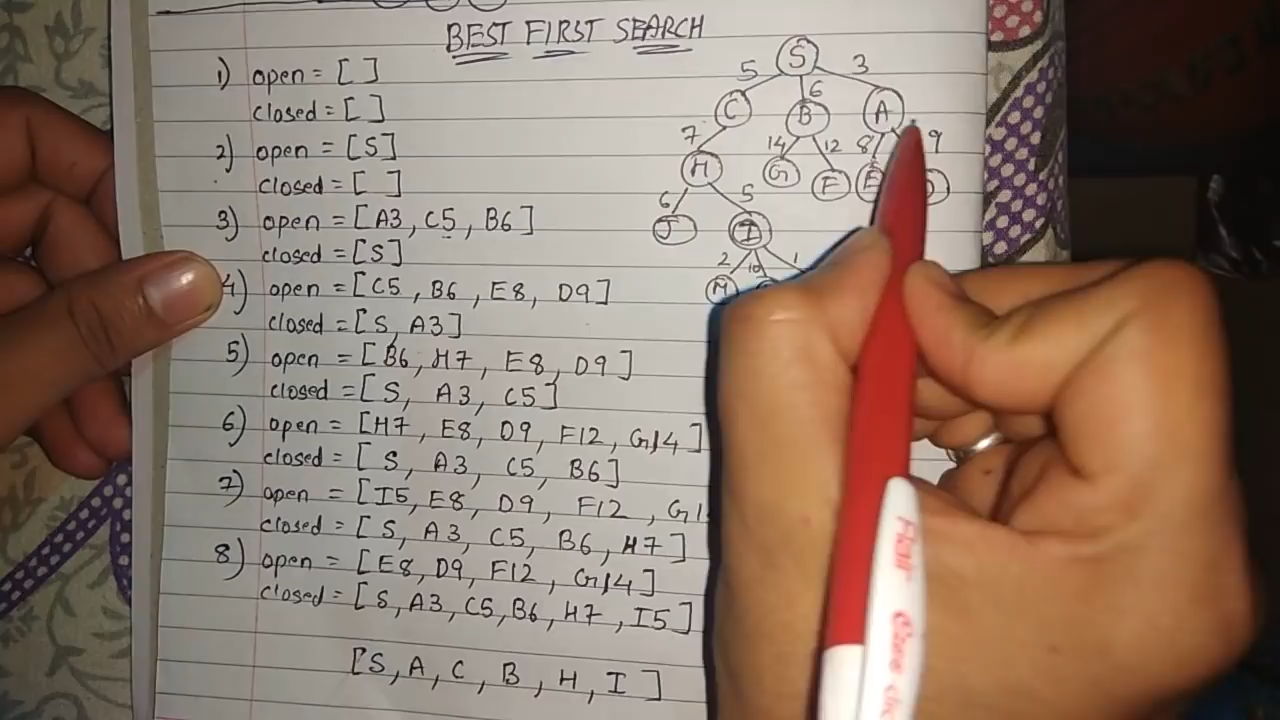 BEST FIRST SEARCH
1) open = [ ]
closed = [ ]
2) open = [S]
closed = [ ]
3) open = [A3, C5, B6]
closed = [S]
4) open = [C5, B6, E8, D9]
closed = [S, A3]
5) open = [B6, H7, E8, D9]
closed = [S, A3, C5]
6) open = [H7, E8, D9, F12, G14]
closed = [S, A3, C5, B6]
7) open = [I5, E8, D9, F12, G1
closed = [S, A3, C5, B6, H7]
8) open = [E8, D9, F12, G14]
closed = [S, A3, C5, B6, H7, I5]
[S, A, C, B, H, I]
S
5 6 3
C B A
7 14 12 8 9
H G F E D
6 5
J I
2 10 1
M
Flair